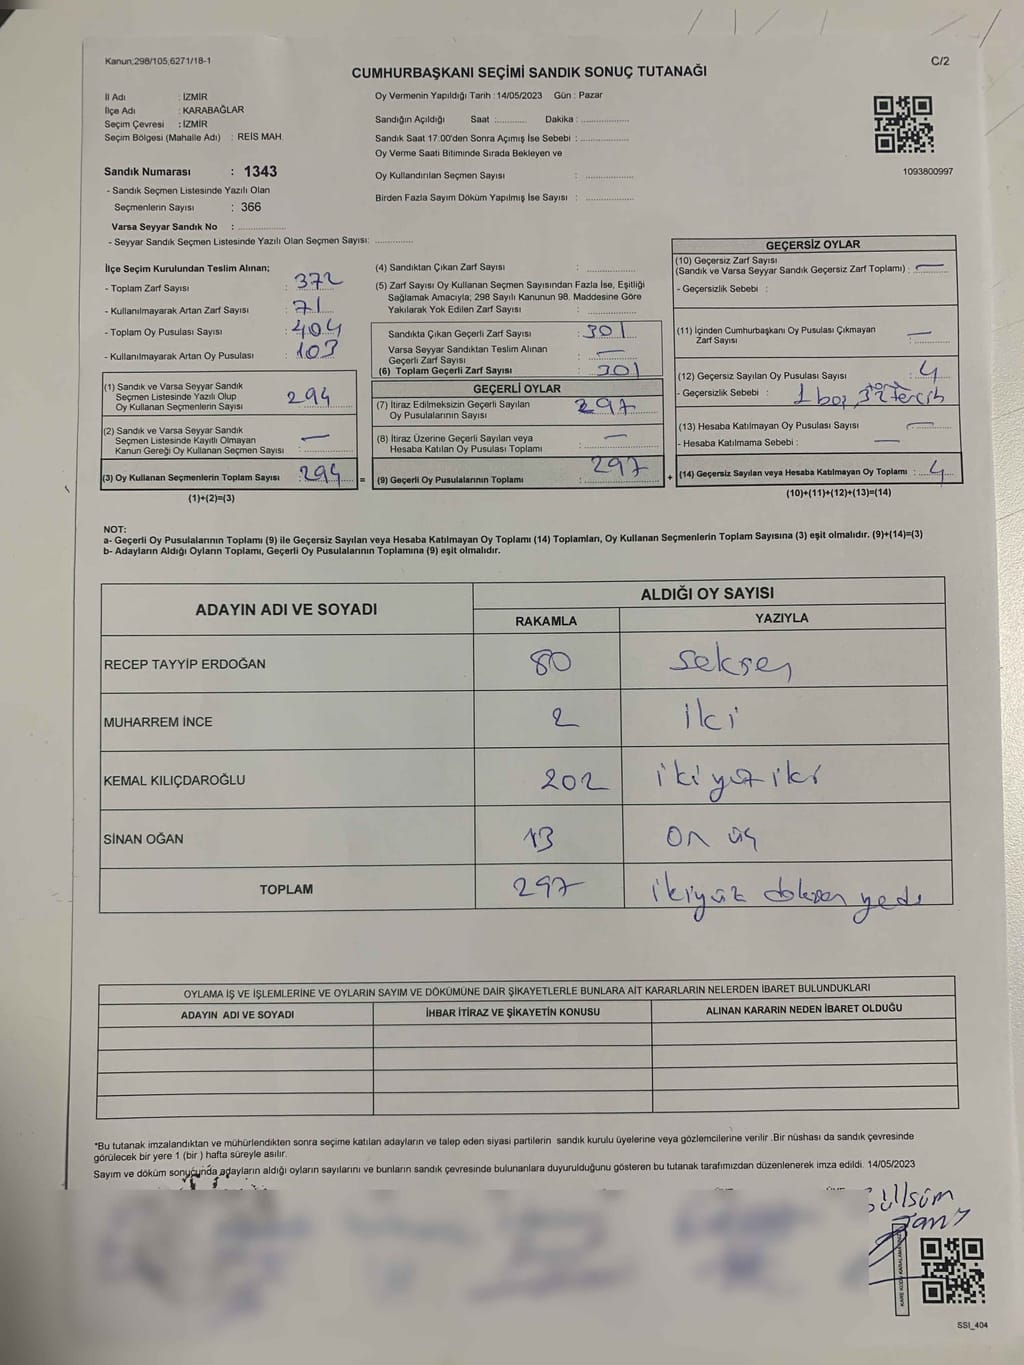 Kanun;298/105,6271/18-1
C/2
CUMHURBAŞKANI SEÇİMİ SANDIK SONUÇ TUTANAĞI
İl Adı : İZMİR
İlçe Adı : KARABAĞLAR
Seçim Çevresi : İZMİR
Seçim Bölgesi (Mahalle Adı) : REİS MAH.
Oy Vermenin Yapıldığı Tarih : 14/05/2023 Gün : Pazar
Sandığın Açıldığı Saat : ............ Dakika : ....................
Sandık Saat 17:00'den Sonra Açımış İse Sebebi : ....................
Oy Verme Saati Bitiminde Sırada Bekleyen ve
Oy Kullandırılan Seçmen Sayısı : ....................
Birden Fazla Sayım Döküm Yapılmış İse Sayısı : ....................
1093800997
Sandık Numarası : 1343
- Sandık Seçmen Listesinde Yazılı Olan
Seçmenlerin Sayısı : 366
Varsa Seyyar Sandık No : ....................
- Seyyar Sandık Seçmen Listesinde Yazılı Olan Seçmen Sayısı: ...............
İlçe Seçim Kurulundan Teslim Alınan;
- Toplam Zarf Sayısı : 372
- Kullanılmayarak Artan Zarf Sayısı : 71
- Toplam Oy Pusulası Sayısı : 404
- Kullanılmayarak Artan Oy Pusulası : 103
(1) Sandık ve Varsa Seyyar Sandık
Seçmen Listesinde Yazılı Olup
Oy Kullanan Seçmenlerin Sayısı : 294
(2) Sandık ve Varsa Seyyar Sandık
Seçmen Listesinde Kayıtlı Olmayan
Kanun Gereği Oy Kullanan Seçmen Sayısı : —
(3) Oy Kullanan Seçmenlerin Toplam Sayısı : 294 =
(1)+(2)=(3)
(4) Sandıktan Çıkan Zarf Sayısı : ....................
(5) Zarf Sayısı Oy Kullanan Seçmen Sayısından Fazla İse, Eşitliği
Sağlamak Amacıyla; 298 Sayılı Kanunun 98. Maddesine Göre
Yakılarak Yok Edilen Zarf Sayısı : ....................
Sandıkta Çıkan Geçerli Zarf Sayısı : 301
Varsa Seyyar Sandıktan Teslim Alınan
Geçerli Zarf Sayısı : —
(6) Toplam Geçerli Zarf Sayısı : 301
GEÇERLİ OYLAR
(7) İtiraz Edilmeksizin Geçerli Sayılan
Oy Pusulalarının Sayısı : 297
(8) İtiraz Üzerine Geçerli Sayılan veya
Hesaba Katılan Oy Pusulası Toplamı : —
(9) Geçerli Oy Pusulalarının Toplamı : 297 +
GEÇERSİZ OYLAR
(10) Geçersiz Zarf Sayısı
(Sandık ve Varsa Seyyar Sandık Geçersiz Zarf Toplamı) : —
- Geçersizlik Sebebi :
(11) İçinden Cumhurbaşkanı Oy Pusulası Çıkmayan
Zarf Sayısı : —
(12) Geçersiz Sayılan Oy Pusulası Sayısı : 4
- Geçersizlik Sebebi : 1 boş, 3 tercih
(13) Hesaba Katılmayan Oy Pusulası Sayısı : —
- Hesaba Katılmama Sebebi : —
(14) Geçersiz Sayılan veya Hesaba Katılmayan Oy Toplamı : 4
(10)+(11)+(12)+(13)=(14)
NOT:
a- Geçerli Oy Pusulalarının Toplamı (9) ile Geçersiz Sayılan veya Hesaba Katılmayan Oy Toplamı (14) Toplamları, Oy Kullanan Seçmenlerin Toplam Sayısına (3) eşit olmalıdır. (9)+(14)=(3)
b- Adayların Aldığı Oyların Toplamı, Geçerli Oy Pusulalarının Toplamına (9) eşit olmalıdır.
ADAYIN ADI VE SOYADI
ALDIĞI OY SAYISI
RAKAMLA YAZIYLA
RECEP TAYYİP ERDOĞAN 80 seksen
MUHARREM İNCE 2 iki
KEMAL KILIÇDAROĞLU 202 ikiyüz iki
SİNAN OĞAN 13 on üç
TOPLAM 297 ikiyüz doksan yedi
OYLAMA İŞ VE İŞLEMLERİNE VE OYLARIN SAYIM VE DÖKÜMÜNE DAİR ŞİKAYETLERLE BUNLARA AİT KARARLARIN NELERDEN İBARET BULUNDUKLARI
ADAYIN ADI VE SOYADI İHBAR İTİRAZ VE ŞİKAYETİN KONUSU ALINAN KARARIN NEDEN İBARET OLDUĞU
*Bu tutanak imzalandıktan ve mühürlendikten sonra seçime katılan adayların ve talep eden siyasi partilerin sandık kurulu üyelerine veya gözlemcilerine verilir .Bir nüshası da sandık çevresinde
görülecek bir yere 1 (bir ) hafta süreyle asılır.
Sayım ve döküm sonucunda adayların aldığı oyların sayılarını ve bunların sandık çevresinde bulunanlara duyurulduğunu gösteren bu tutanak tarafımızdan düzenlenerek imza edildi. 14/05/2023
Gülsüm
SSI_404